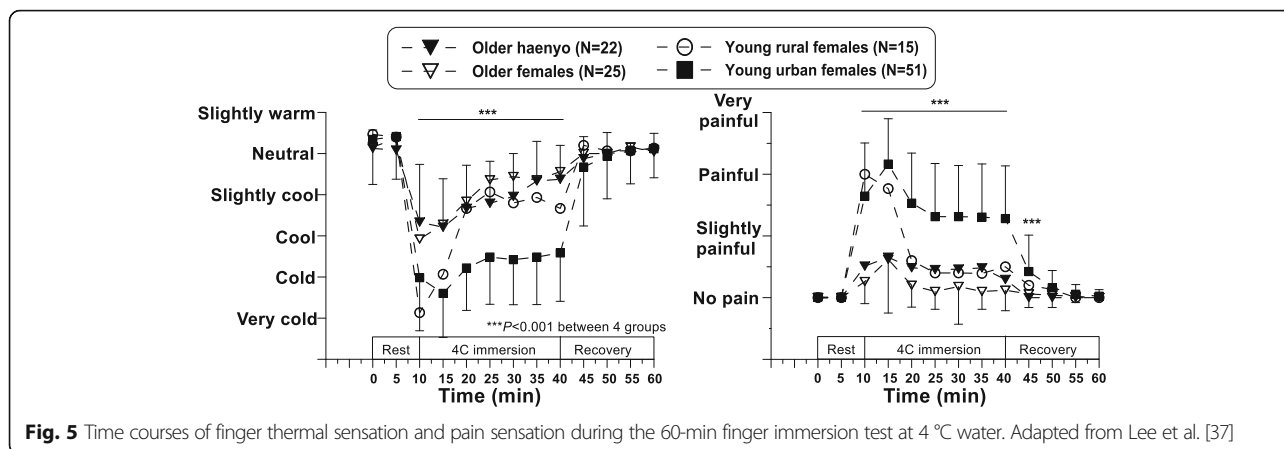 Older haenyo (N=22)
Young rural females (N=15)
Older females (N=25)
Young urban females (N=51)
Slightly warm
Neutral
Slightly cool
Cool
Cold
Very cold
***
***P<0.001 between 4 groups
Rest 4C immersion Recovery
0 5 10 15 20 25 30 35 40 45 50 55 60
Time (min)
Very
painful
Painful
Slightly
painful
No pain
***
***
Rest 4C immersion Recovery
0 5 10 15 20 25 30 35 40 45 50 55 60
Time (min)
Fig. 5 Time courses of finger thermal sensation and pain sensation during the 60-min finger immersion test at 4 °C water. Adapted from Lee et al. [37]